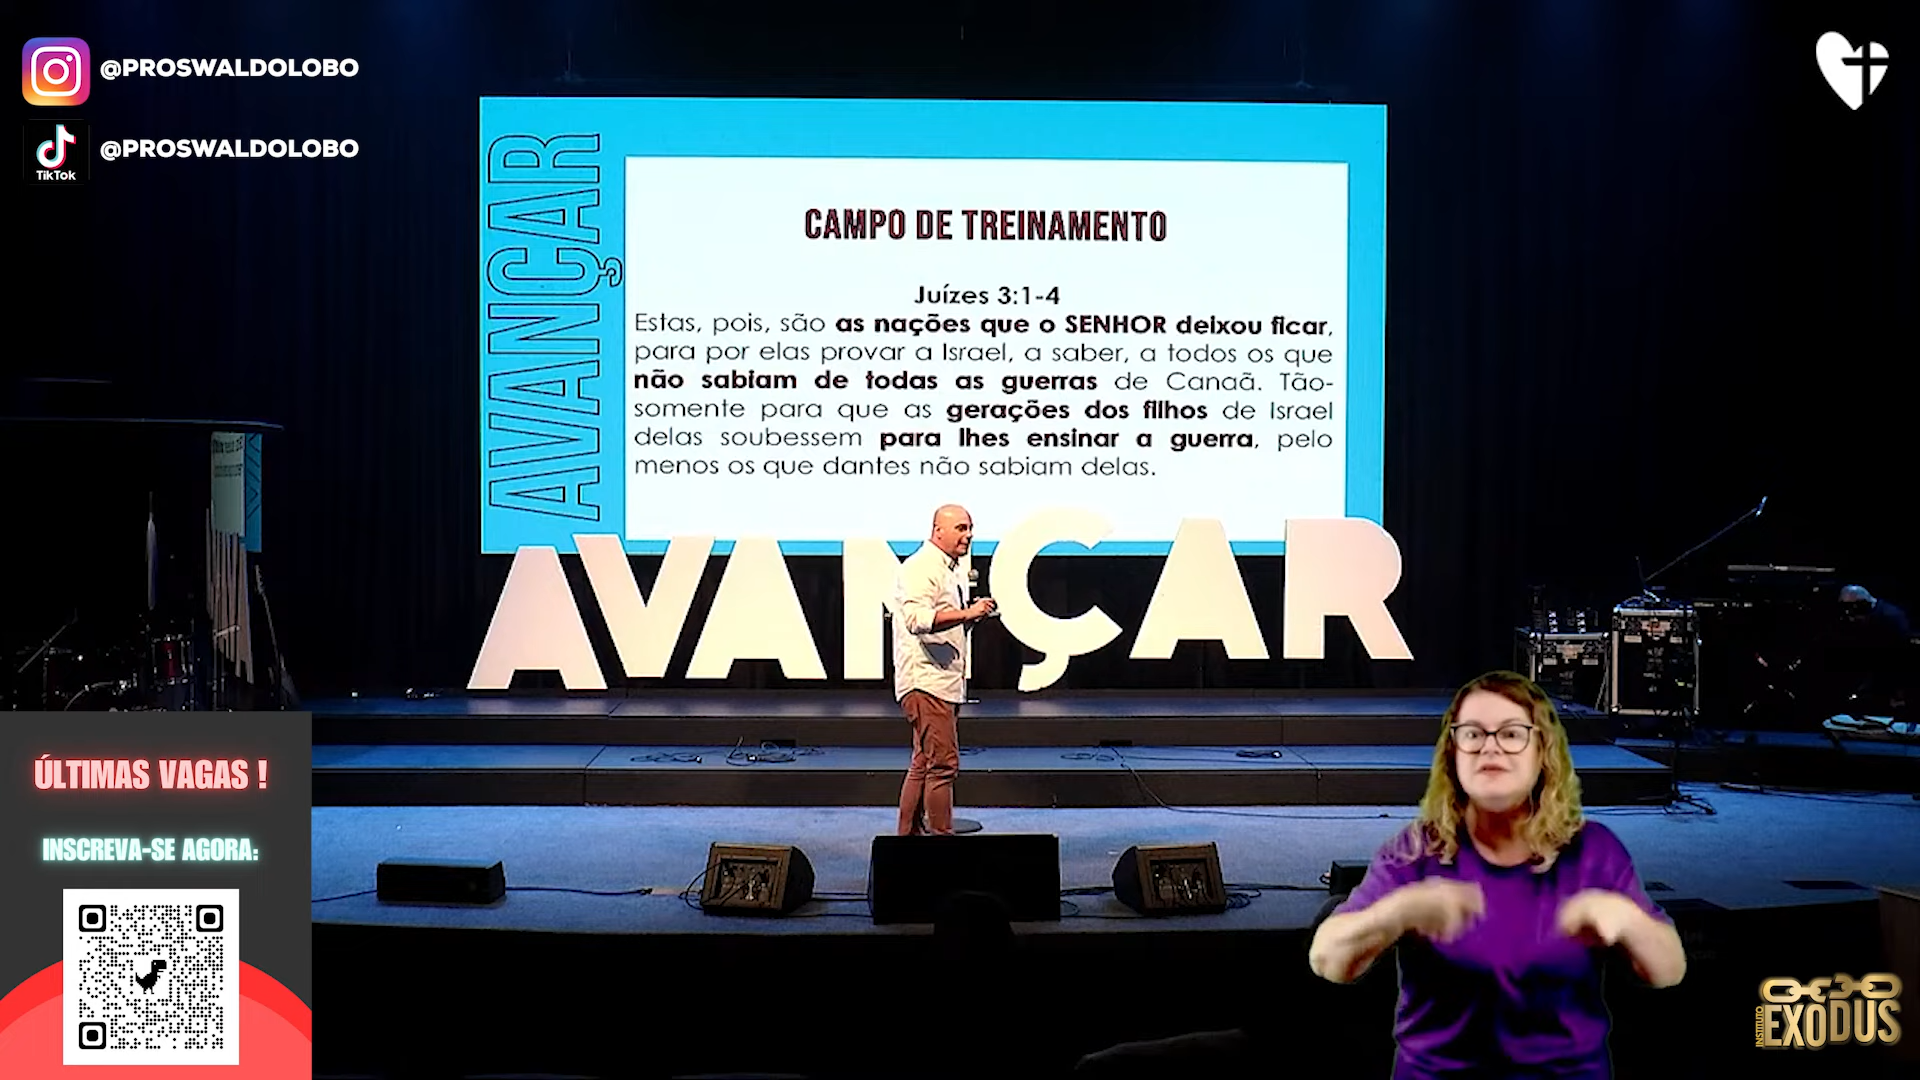 @PROSWALDOLOBO
TikTok
@PROSWALDOLOBO
AVANÇAR
CAMPO DE TREINAMENTO
Juízes 3:1-4
Estas, pois, são as nações que o SENHOR deixou ficar,
para por elas provar a Israel, a saber, a todos os que
não sabiam de todas as guerras de Canaã. Tão-
somente para que as gerações dos filhos de Israel
delas soubessem para lhes ensinar a guerra, pelo
menos os que dantes não sabiam delas.
AVANÇAR
ÚLTIMAS VAGAS !
INSCREVA-SE AGORA:
INSTITUTO
EXODUS